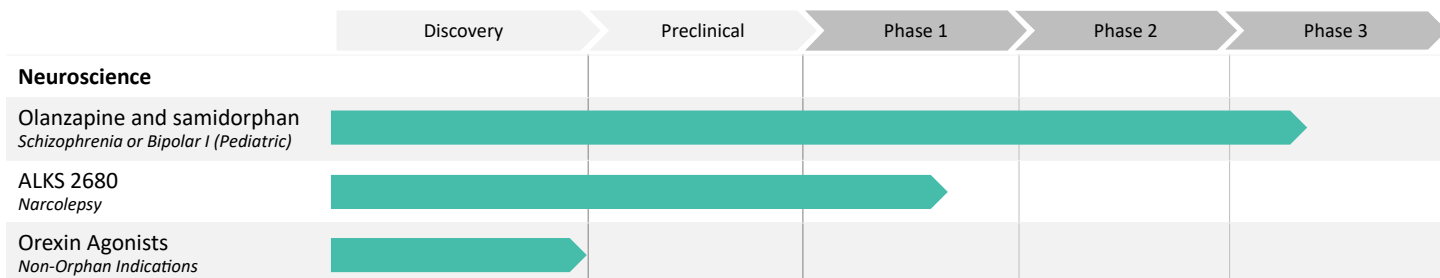 Discovery
Preclinical
Phase 1
Phase 2
Phase 3
Neuroscience
Olanzapine and samidorphan
Schizophrenia or Bipolar I (Pediatric)
ALKS 2680
Narcolepsy
Orexin Agonists
Non-Orphan Indications